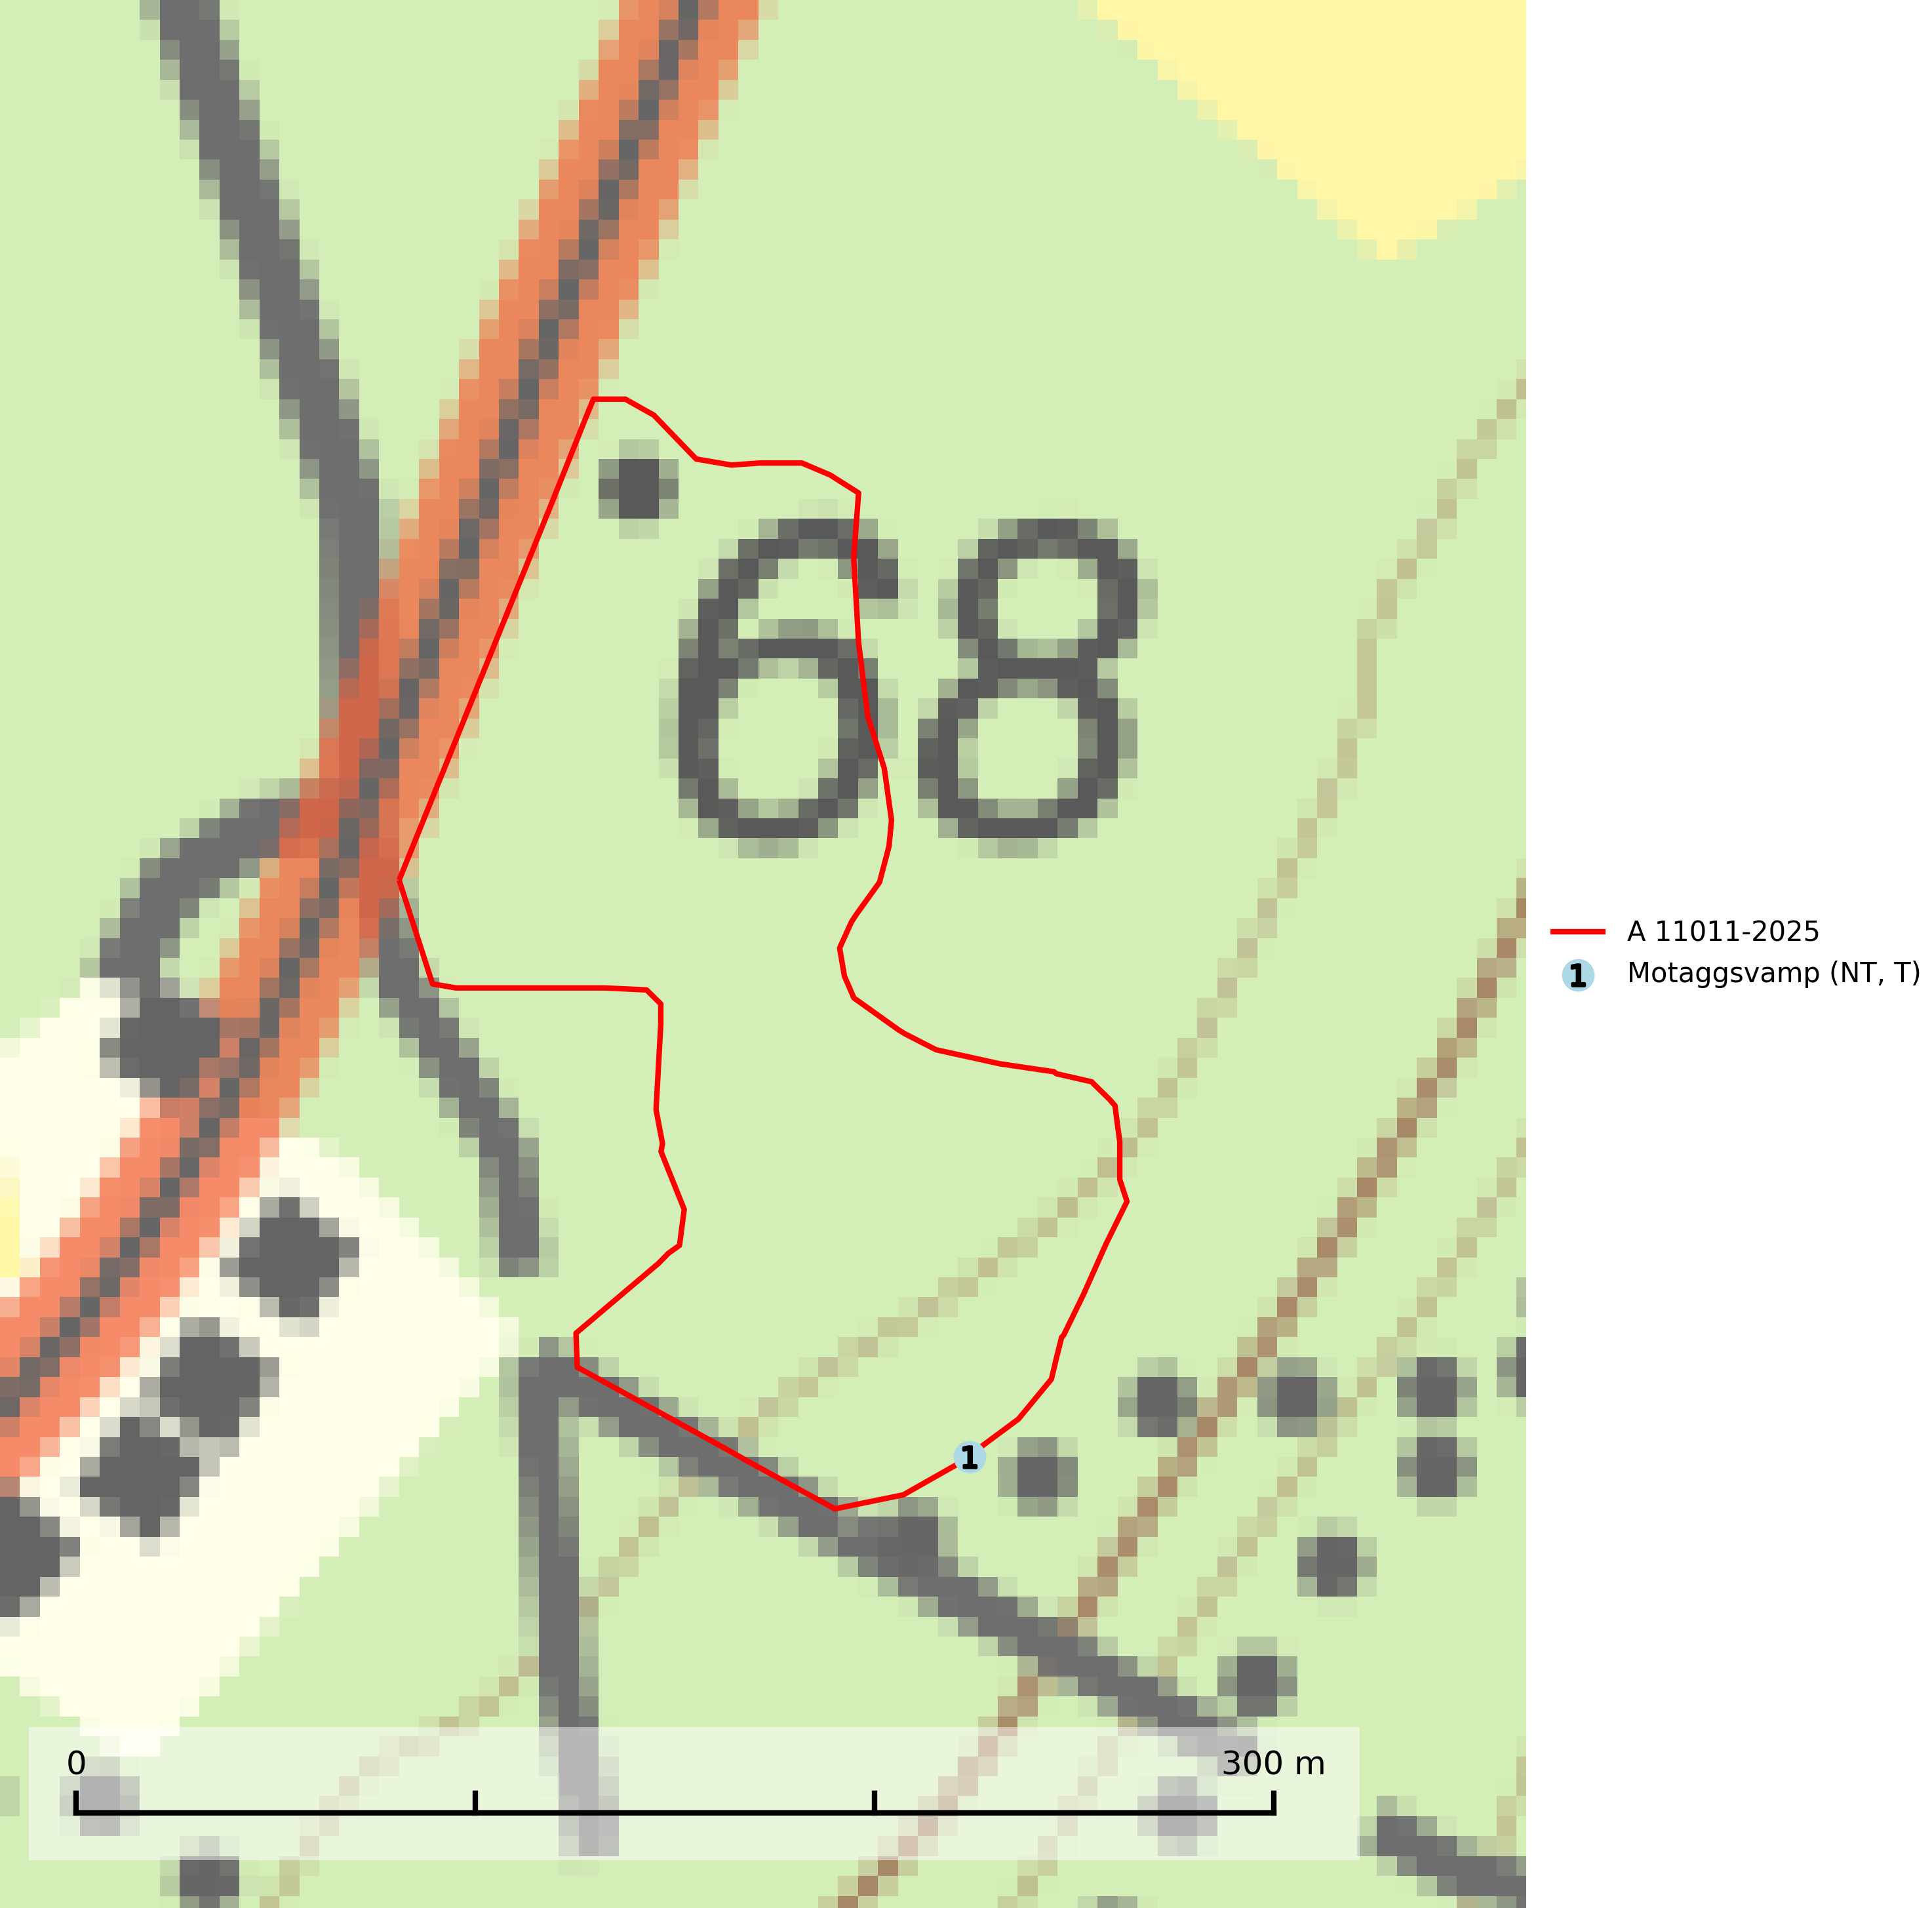 68
A 11011-2025
1 Motaggsvamp (NT, T)
1
0 300 m